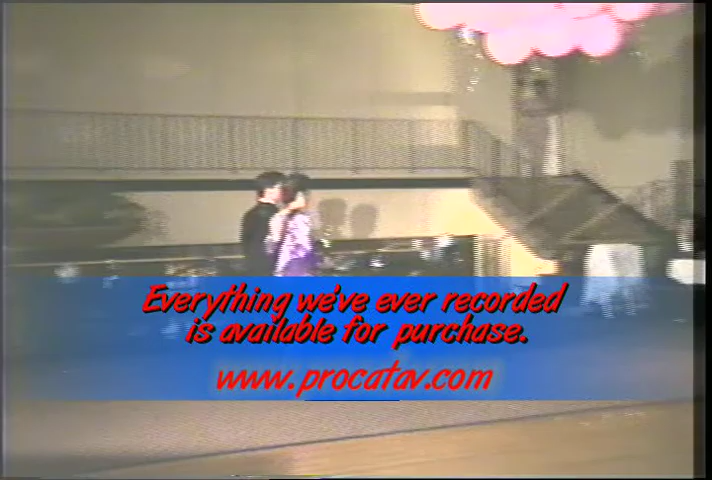 Everything we've ever recorded
is available for purchase.
www.procatav.com